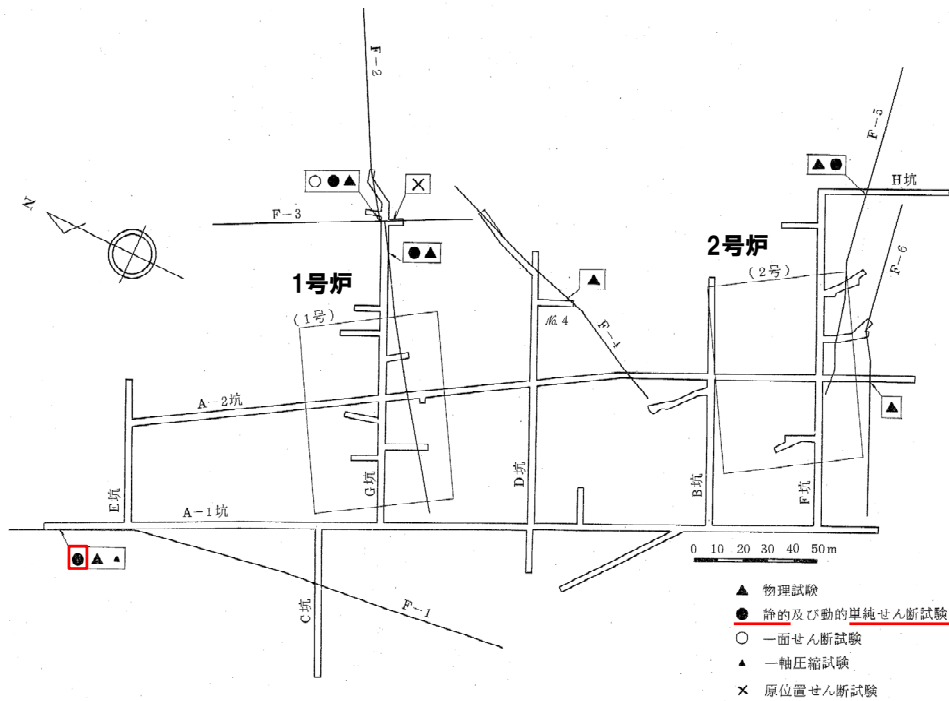 F-2
F-5
H坑
F-3
N
1号炉
2号炉
(1号)
(2号)
F-6
№4
F-4
A-2坑
E坑
G坑
D坑
B坑
F坑
A-1坑
C坑
F-1
0 10 20 30 40 50m
▲ 物理試験
● 静的及び動的単純せん断試験
○ 一面せん断試験
▲ 一軸圧縮試験
× 原位置せん断試験